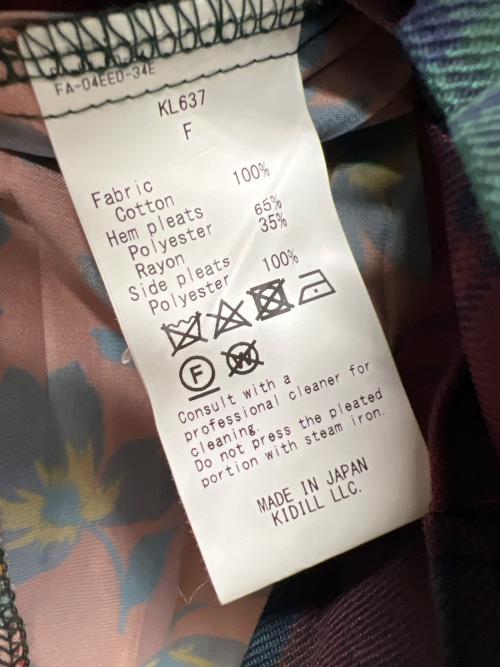 FA-04EED-34E
KL637
F
Fabric
Cotton 100%
Hem pleats
Polyester 65%
Rayon 35%
Side pleats
Polyester 100%
F
W
Consult with a
professional cleaner for
cleaning.
Do not press the pleated
portion with steam iron.
MADE IN JAPAN
KIDILL LLC.